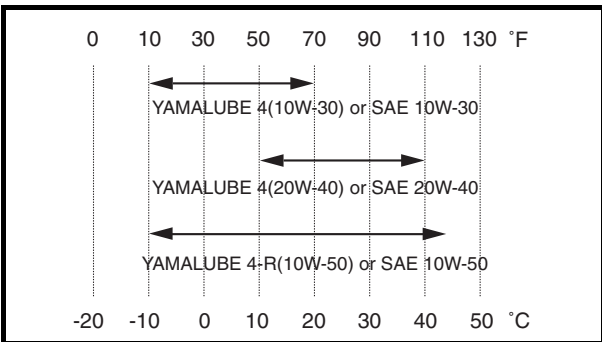 0 10 30 50 70 90 110 130 ˚F
YAMALUBE 4(10W-30) or SAE 10W-30
YAMALUBE 4(20W-40) or SAE 20W-40
YAMALUBE 4-R(10W-50) or SAE 10W-50
-20 -10 0 10 20 30 40 50 ˚C